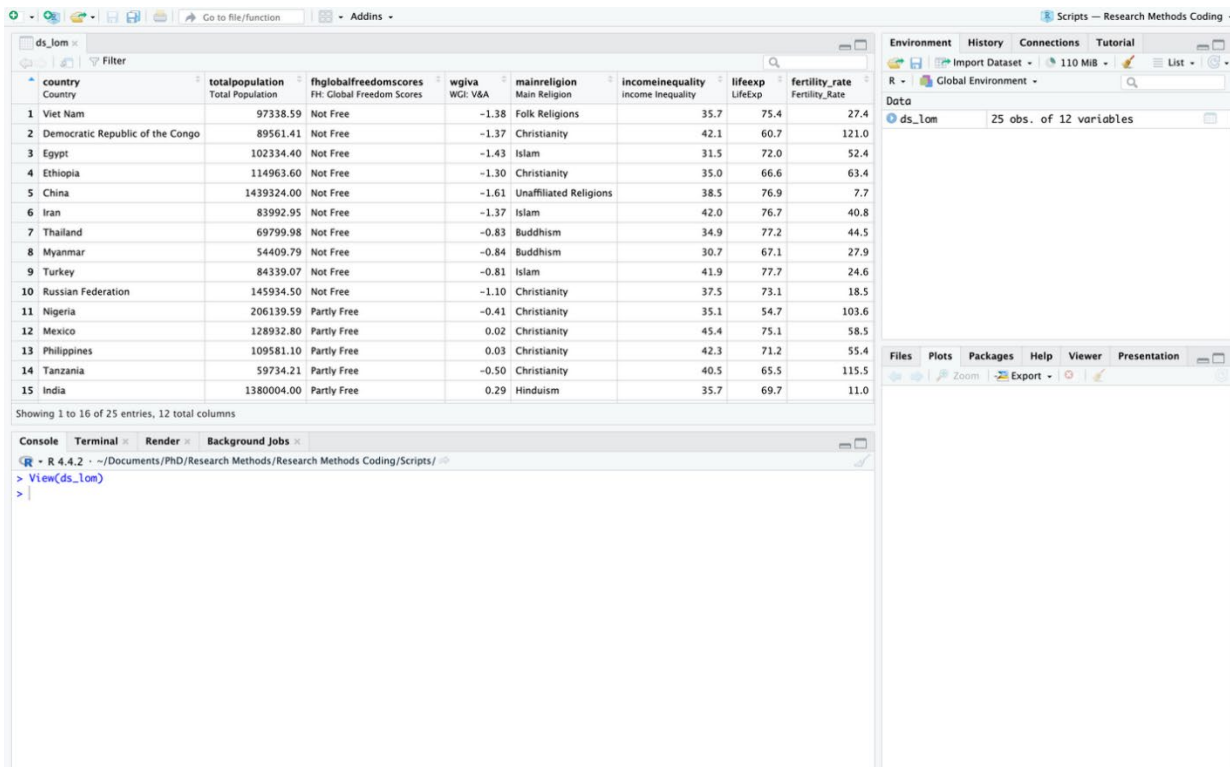 Go to file/function Addins
Scripts — Research Methods Coding
ds_lom
Filter
country totalpopulation fhglobalfreedomscores wgiva mainreligion incomeinequality lifeexp fertility_rate
Country Total Population FH: Global Freedom Scores WGI: V&A Main Religion income Inequality LifeExp Fertility_Rate
1 Viet Nam 97338.59 Not Free -1.38 Folk Religions 35.7 75.4 27.4
2 Democratic Republic of the Congo 89561.41 Not Free -1.37 Christianity 42.1 60.7 121.0
3 Egypt 102334.40 Not Free -1.43 Islam 31.5 72.0 52.4
4 Ethiopia 114963.60 Not Free -1.30 Christianity 35.0 66.6 63.4
5 China 1439324.00 Not Free -1.61 Unaffiliated Religions 38.5 76.9 7.7
6 Iran 83992.95 Not Free -1.37 Islam 42.0 76.7 40.8
7 Thailand 69799.98 Not Free -0.83 Buddhism 34.9 77.2 44.5
8 Myanmar 54409.79 Not Free -0.84 Buddhism 30.7 67.1 27.9
9 Turkey 84339.07 Not Free -0.81 Islam 41.9 77.7 24.6
10 Russian Federation 145934.50 Not Free -1.10 Christianity 37.5 73.1 18.5
11 Nigeria 206139.59 Partly Free -0.41 Christianity 35.1 54.7 103.6
12 Mexico 128932.80 Partly Free 0.02 Christianity 45.4 75.1 58.5
13 Philippines 109581.10 Partly Free 0.03 Christianity 42.3 71.2 55.4
14 Tanzania 59734.21 Partly Free -0.50 Christianity 40.5 65.5 115.5
15 India 1380004.00 Partly Free 0.29 Hinduism 35.7 69.7 11.0
Showing 1 to 16 of 25 entries, 12 total columns
Console Terminal Render Background Jobs
R 4.4.2 · ~/Documents/PhD/Research Methods/Research Methods Coding/Scripts/
> View(ds_lom)
>
Environment History Connections Tutorial
Import Dataset 110 MiB List
R Global Environment
Data
ds_lom 25 obs. of 12 variables
Files Plots Packages Help Viewer Presentation
Zoom Export